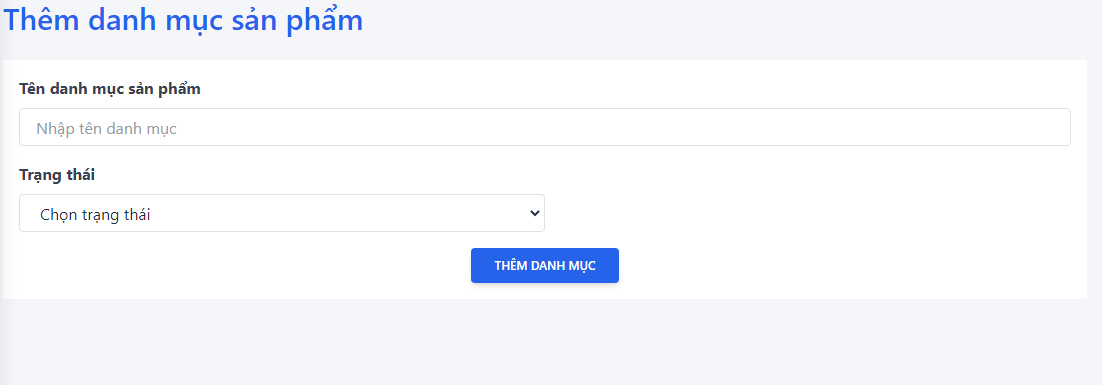 Thêm danh mục sản phẩm
Tên danh mục sản phẩm
Nhập tên danh mục
Trạng thái
Chọn trạng thái
THÊM DANH MỤC